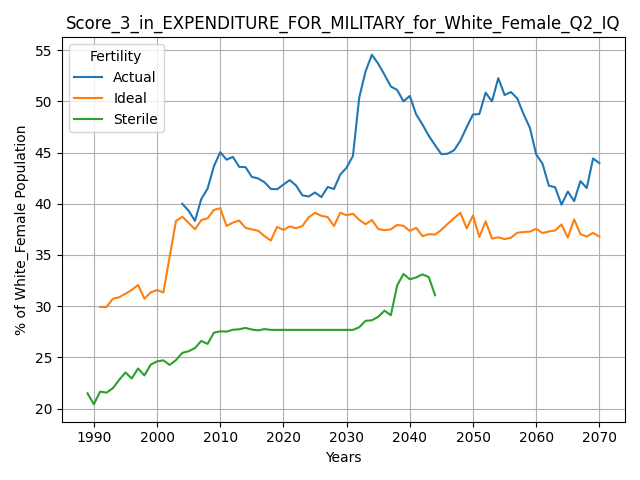 Score_3_in_EXPENDITURE_FOR_MILITARY_for_White_Female_Q2_IQ
Fertility
Actual
Ideal
Sterile
% of White_Female Population
55
50
45
40
35
30
25
20
1990 2000 2010 2020 2030 2040 2050 2060 2070
Years